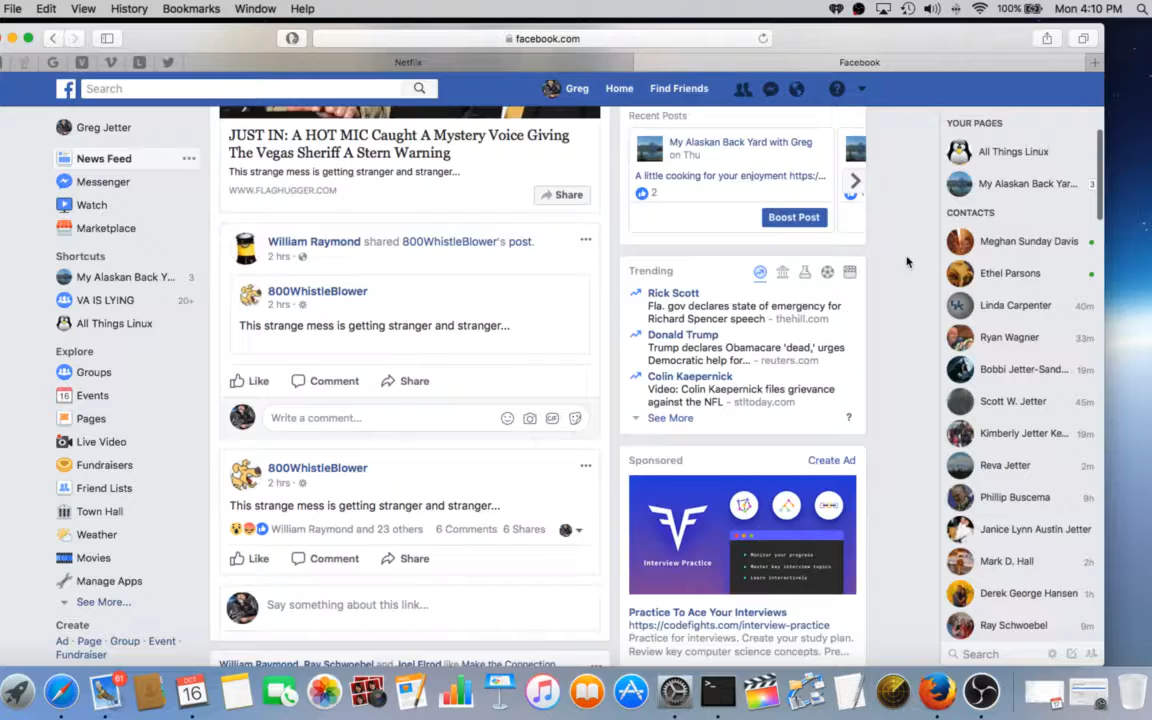 File Edit View History Bookmarks Window Help
100% Mon 4:10 PM
facebook.com
Netflix
Facebook
Search
Greg
Home
Find Friends
Greg Jetter
News Feed
Messenger
Watch
Marketplace
Shortcuts
My Alaskan Back Y... 3
VA IS LYING 20+
All Things Linux
Explore
Groups
Events
Pages
Live Video
Fundraisers
Friend Lists
Town Hall
Weather
Movies
Manage Apps
See More...
Create
Ad · Page · Group · Event ·
Fundraiser
JUST IN: A HOT MIC Caught A Mystery Voice Giving
The Vegas Sheriff A Stern Warning
This strange mess is getting stranger and stranger...
WWW.FLAGHUGGER.COM
Share
William Raymond shared 800WhistleBlower's post.
2 hrs ·
800WhistleBlower
2 hrs ·
This strange mess is getting stranger and stranger...
Like Comment Share
Write a comment...
800WhistleBlower
2 hrs ·
This strange mess is getting stranger and stranger...
William Raymond and 23 others 6 Comments 6 Shares
Like Comment Share
Say something about this link...
William Raymond, Ray Schwoebel and Joel Elrod like Make the Connection
Recent Posts
My Alaskan Back Yard with Greg
on Thu
A little cooking for your enjoyment https:/...
2
Boost Post
Trending
Rick Scott
Fla. gov declares state of emergency for
Richard Spencer speech - thehill.com
Donald Trump
Trump declares Obamacare 'dead,' urges
Democratic help for... - reuters.com
Colin Kaepernick
Video: Colin Kaepernick files grievance
against the NFL - stltoday.com
See More
?
Sponsored
Create Ad
Interview Practice
Monitor your progress
Master key interview topics
Learn interactively
Practice To Ace Your Interviews
https://codefights.com/interview-practice
Practice for interviews. Create your study plan.
Review key computer science concepts. Pre...
YOUR PAGES
All Things Linux
My Alaskan Back Yar... 3
CONTACTS
Meghan Sunday Davis
Ethel Parsons
Linda Carpenter 40m
Ryan Wagner 33m
Bobbi Jetter-Sand... 19m
Scott W. Jetter 45m
Kimberly Jetter Ke... 19m
Reva Jetter 2m
Phillip Buscema 9h
Janice Lynn Austin Jetter
Mark D. Hall 2h
Derek George Hansen 1h
Ray Schwoebel 9m
Search
OCT
16